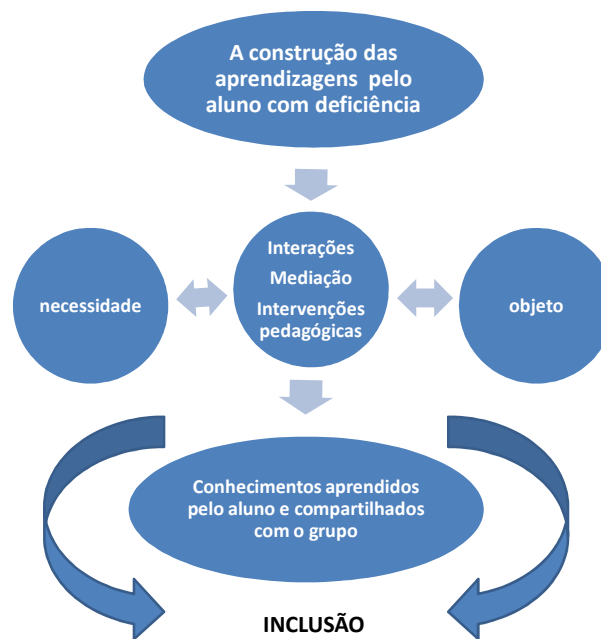 A construção das
aprendizagens pelo
aluno com deficiência
Interações
Mediação
Intervenções
pedagógicas
necessidade
objeto
Conhecimentos aprendidos
pelo aluno e compartilhados
com o grupo
INCLUSÃO